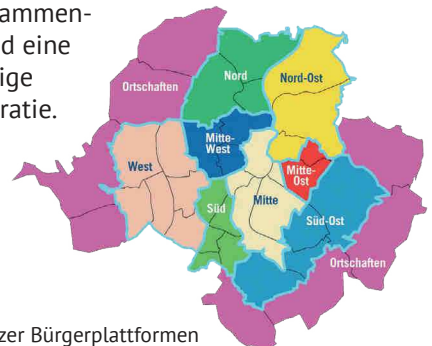 ammen-
d eine
ige
ratie.
Ortschaften
Nord
Nord-Ost
Mitte-
West
West
Süd
Mitte
Mitte-
Ost
Süd-Ost
Ortschaften
zer Bürgerplattformen